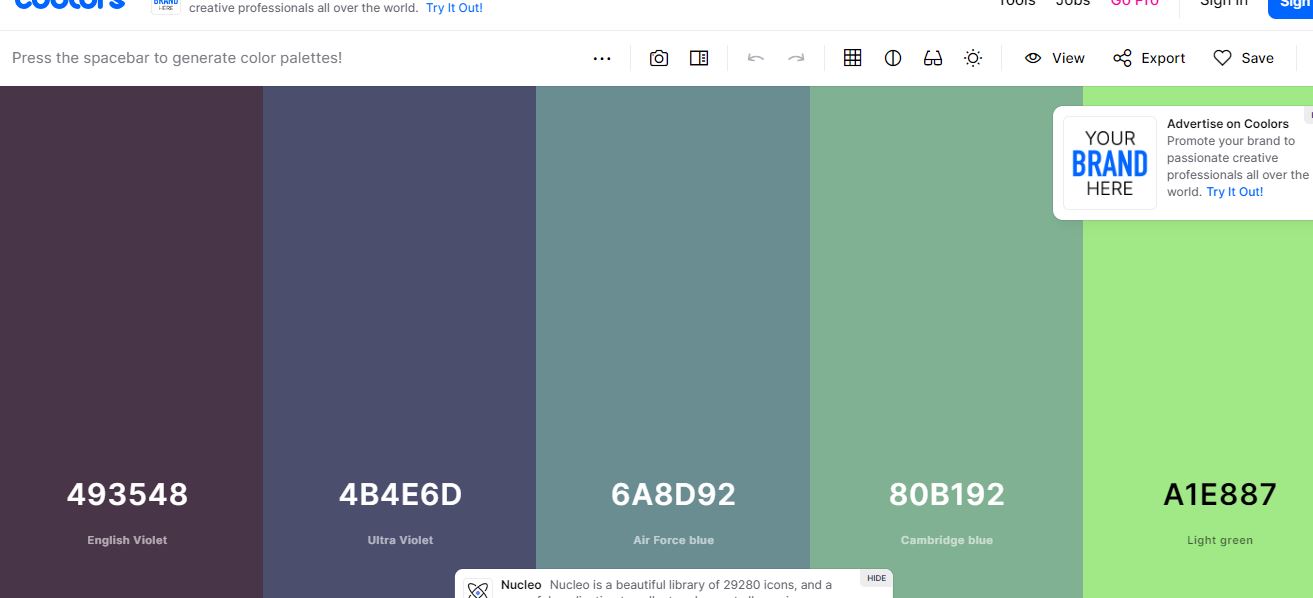 coolors
BRAND
HERE
creative professionals all over the world. Try It Out!
Tools Jobs Go Pro Sign in Sign
Press the spacebar to generate color palettes!
View Export Save
Advertise on Coolors
Promote your brand to
passionate creative
professionals all over the
world. Try It Out!
YOUR
BRAND
HERE
493548 4B4E6D 6A8D92 80B192 A1E887
English Violet Ultra Violet Air Force blue Cambridge blue Light green
Nucleo Nucleo is a beautiful library of 29280 icons, and a
HIDE